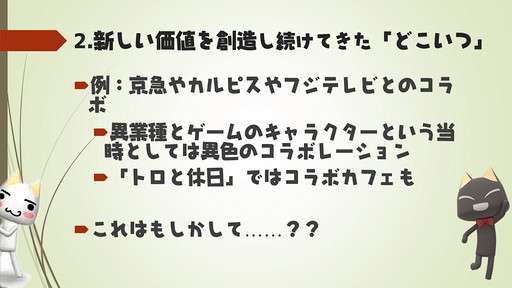 2.新しい価値を創造し続けてきた「どこいつ」
例：京急やカルピスやフジテレビとのコラ
ボ
異業種とゲームのキャラクターという当
時としては異色のコラボレーション
「トロと休日」ではコラボカフェも
これはもしかして……？？